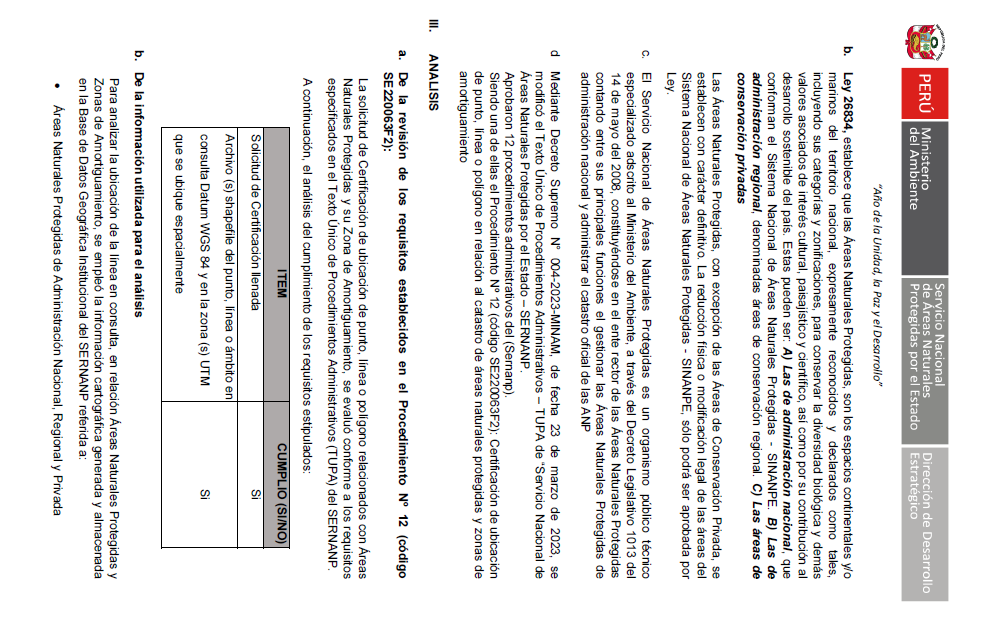 PERÚ
Ministerio
del Ambiente
Servicio Nacional
de Áreas Naturales
Protegidas por el Estado
Dirección de Desarrollo
Estratégico
"Año de la Unidad, la Paz y el Desarrollo"
b. Ley 26834, establece que las Áreas Naturales Protegidas, son los espacios continentales y/o
marinos del territorio nacional, expresamente reconocidos y declarados como tales,
incluyendo sus categorías y zonificaciones, para conservar la diversidad biológica y demás
valores asociados de interés cultural, paisajístico y científico, así como por su contribución al
desarrollo sostenible del país. Estas pueden ser: A) Las de administración nacional, que
conforman el Sistema Nacional de Áreas Naturales Protegidas - SINANPE. B) Las de
administración regional, denominadas áreas de conservación regional. C) Las áreas de
conservación privadas
Las Áreas Naturales Protegidas, con excepción de las Áreas de Conservación Privada, se
establecen con carácter definitivo. La reducción física o modificación legal de las áreas del
Sistema Nacional de Áreas Naturales Protegidas - SINANPE, sólo podrá ser aprobada por
Ley.
c. El Servicio Nacional de Áreas Naturales Protegidas es un organismo público técnico
especializado adscrito al Ministerio del Ambiente, a través del Decreto Legislativo 1013 del
14 de mayo del 2008, constituyéndose en el ente rector de las Áreas Naturales Protegidas
contando entre sus principales funciones el gestionar las Áreas Naturales Protegidas de
administración nacional y administrar el catastro oficial de las ANP
d Mediante Decreto Supremo N° 004-2023-MINAM, de fecha 23 de marzo de 2023, se
modificó el Texto Único de Procedimientos Administrativos – TUPA de "Servicio Nacional de
Áreas Naturales Protegidas por el Estado – SERNANP.
Aprobaron 12 procedimientos administrativos del (Sernanp).
Siendo una de ellas el Procedimiento N° 12 (código SE220063F2); Certificación de ubicación
de punto, línea o polígono en relación al catastro de áreas naturales protegidas y zonas de
amortiguamiento
III. ANALISIS
a. De la revisión de los requisitos establecidos en el Procedimiento N° 12 (código
SE220063F2);
La solicitud de Certificación de ubicación de punto, línea o polígono relacionados con Áreas
Naturales Protegidas y su Zona de Amortiguamiento, se evaluó conforme a los requisitos
especificados en el Texto Único de Procedimientos Administrativos (TUPA) del SERNANP.
A continuación, el análisis del cumplimiento de los requisitos estipulados:
ITEM CUMPLIO (SI/NO)
Solicitud de Certificación llenada Si
Archivo (s) shapefile del punto, línea o ámbito en
consulta Datum WGS 84 y en la zona (s) UTM Si
que se ubique espacialmente
b. De la información utilizada para el análisis
Para analizar la ubicación de la línea en consulta, en relación Áreas Naturales Protegidas y
Zonas de Amortiguamiento, se empleó la información cartográfica generada y almacenada
en la Base de Datos Geográfica Institucional del SERNANP referida a:
• Áreas Naturales Protegidas de Administración Nacional, Regional y Privada